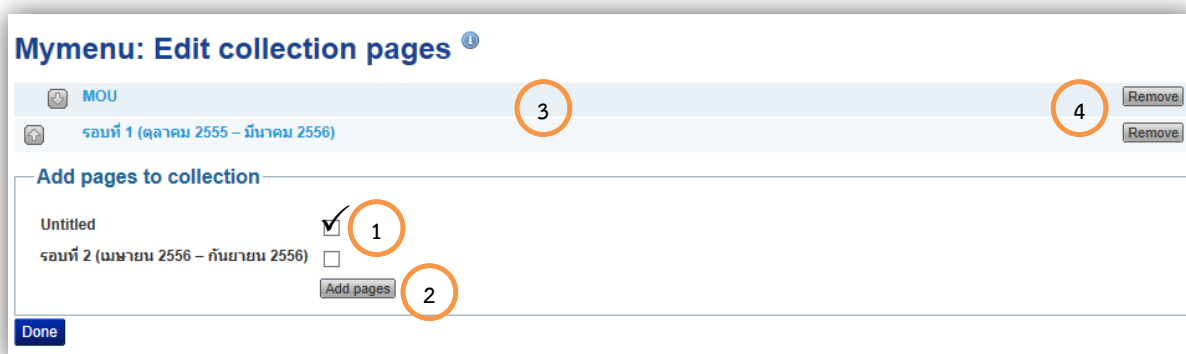 Mymenu: Edit collection pages
MOU
3
4
Remove
รอบที่ 1 (ตุลาคม 2555 – มีนาคม 2556)
Remove
Add pages to collection
Untitled
1
รอบที่ 2 (เมษายน 2556 – กันยายน 2556)
Add pages
2
Done